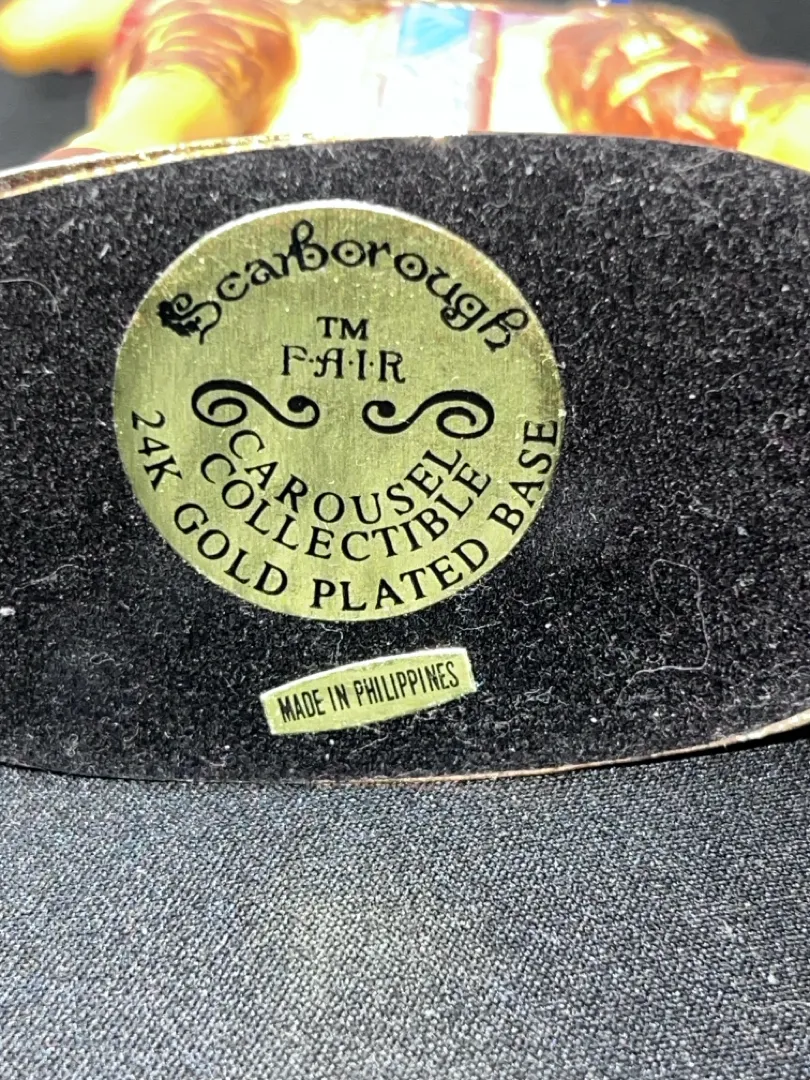 Scarborough
TM
F·A·I·R
CAROUSEL
COLLECTIBLE
24K GOLD PLATED BASE
MADE IN PHILIPPINES